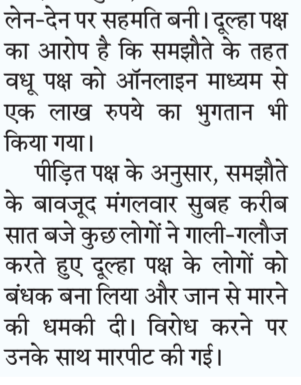 लेन-देन पर सहमति बनी। दूल्हा पक्ष
का आरोप है कि समझौते के तहत
वधू पक्ष को ऑनलाइन माध्यम से
एक लाख रुपये का भुगतान भी
किया गया।
पीड़ित पक्ष के अनुसार, समझौते
के बावजूद मंगलवार सुबह करीब
सात बजे कुछ लोगों ने गाली-गलौज
करते हुए दूल्हा पक्ष के लोगों को
बंधक बना लिया और जान से मारने
की धमकी दी। विरोध करने पर
उनके साथ मारपीट की गई।